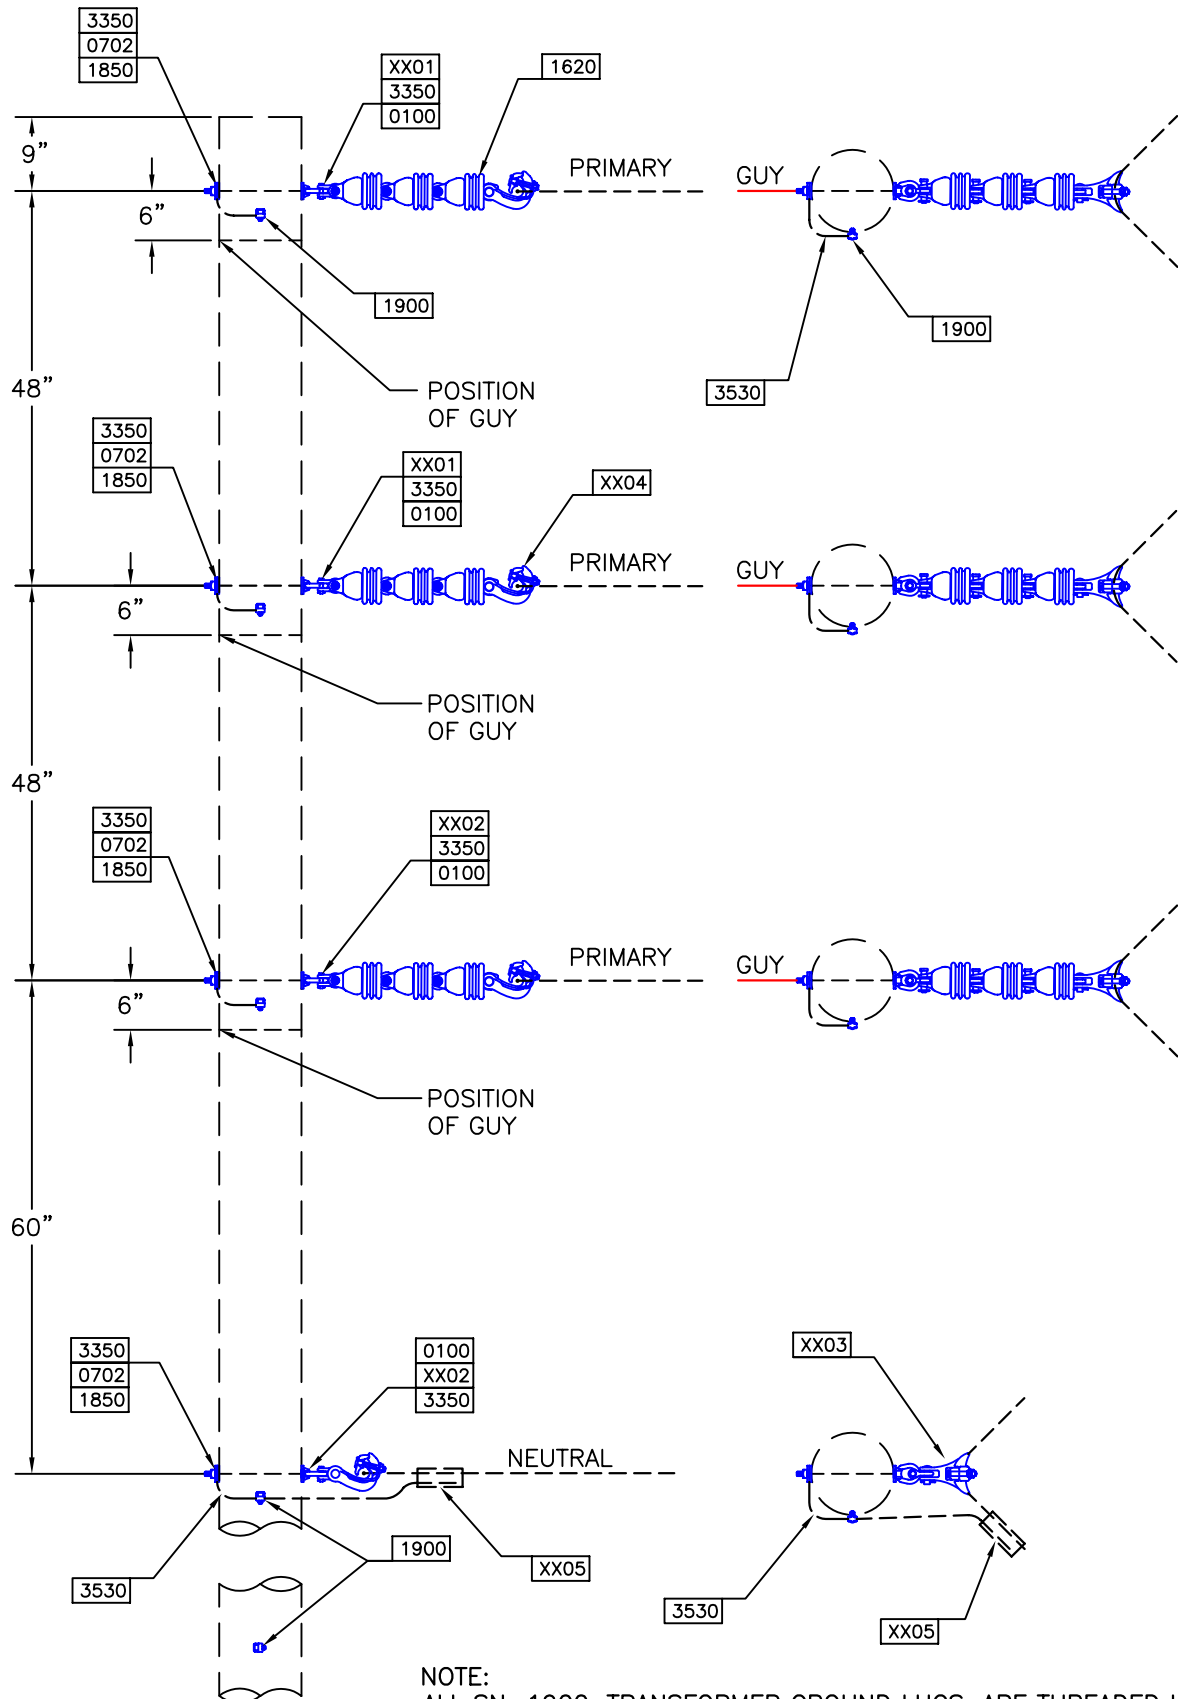 3350
0702
1850
XX01
3350
0100
1620
9"
PRIMARY
GUY
6"
1900
1900
3530
48"
POSITION
OF GUY
3350
0702
1850
XX01
3350
0100
XX04
PRIMARY
GUY
6"
POSITION
OF GUY
48"
3350
0702
1850
XX02
3350
0100
PRIMARY
GUY
6"
POSITION
OF GUY
60"
3350
0702
1850
0100
XX02
3350
XX03
NEUTRAL
1900
XX05
3530
3530
XX05
NOTE: